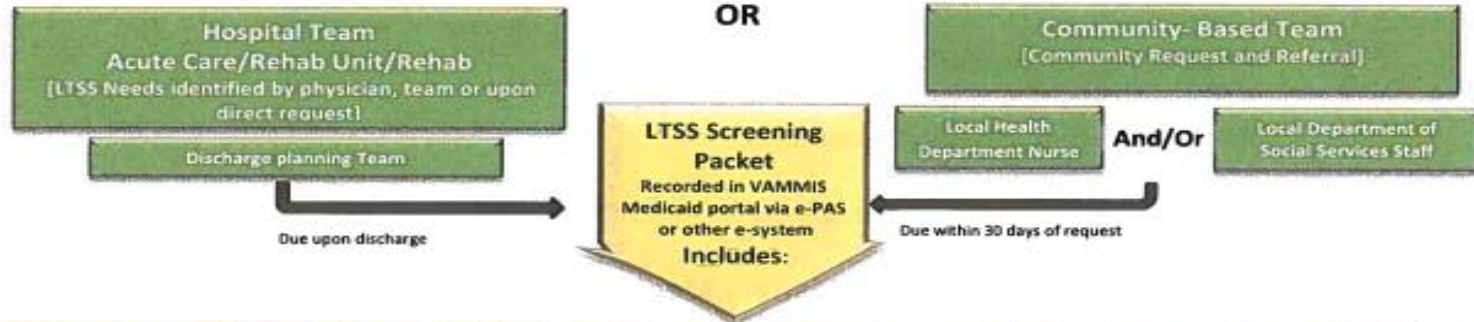 OR
Hospital Team
Acute Care/Rehab Unit/Rehab
[LTSS Needs identified by physician, team or upon
direct request]
Discharge planning Team
Due upon discharge
LTSS Screening
Packet
Recorded in VAMMIS
Medicaid portal via e-PAS
or other e-system
Includes:
Community- Based Team
[Community Request and Referral]
Local Health
Department Nurse
And/Or
Local Department of
Social Services Staff
Due within 30 days of request